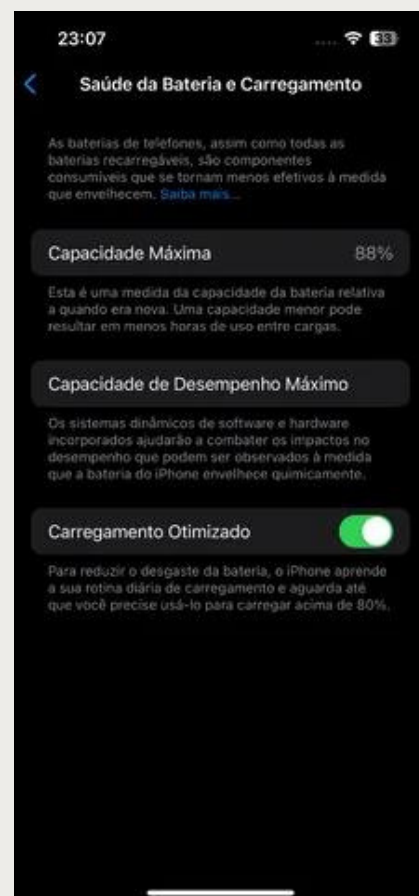 23:07
33
Saúde da Bateria e Carregamento
As baterias de telefones, assim como todas as
baterias recarregáveis, são componentes
consumíveis que se tornam menos efetivos à medida
que envelhecem. Saiba mais...
Capacidade Máxima 88%
Esta é uma medida da capacidade da bateria relativa
a quando era nova. Uma capacidade menor pode
resultar em menos horas de uso entre cargas.
Capacidade de Desempenho Máximo
Os sistemas dinâmicos de software e hardware
incorporados ajudarão a combater os impactos no
desempenho que podem ser observados à medida
que a bateria do iPhone envelhece quimicamente.
Carregamento Otimizado
Para reduzir o desgaste da bateria, o iPhone aprende
a sua rotina diária de carregamento e aguarda até
que você precise usá-lo para carregar acima de 80%.